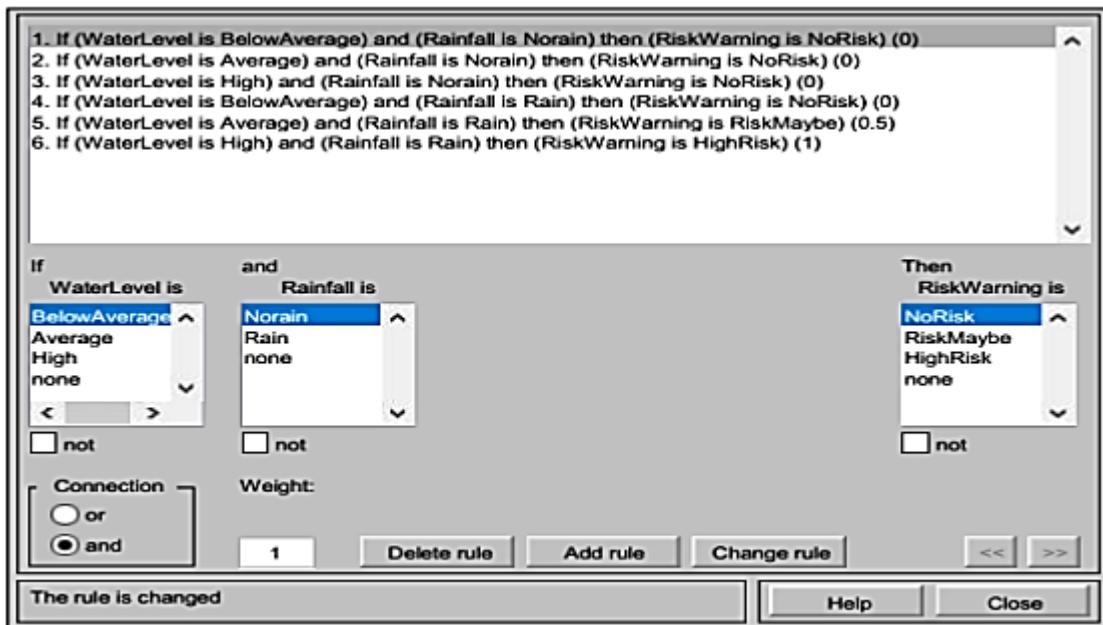 1. If (WaterLevel is BelowAverage) and (Rainfall is Norain) then (RiskWarning is NoRisk) (0)
2. If (WaterLevel is Average) and (Rainfall is Norain) then (RiskWarning is NoRisk) (0)
3. If (WaterLevel is High) and (Rainfall is Norain) then (RiskWarning is NoRisk) (0)
4. If (WaterLevel is BelowAverage) and (Rainfall is Rain) then (RiskWarning is NoRisk) (0)
5. If (WaterLevel is Average) and (Rainfall is Rain) then (RiskWarning is RiskMaybe) (0.5)
6. If (WaterLevel is High) and (Rainfall is Rain) then (RiskWarning is HighRisk) (1)
If
WaterLevel is
BelowAverage
Average
High
none
not
and
Rainfall is
Norain
Rain
none
not
Then
RiskWarning is
NoRisk
RiskMaybe
HighRisk
none
not
Connection
or
and
Weight:
1
Delete rule
Add rule
Change rule
<<
>>
The rule is changed
Help
Close